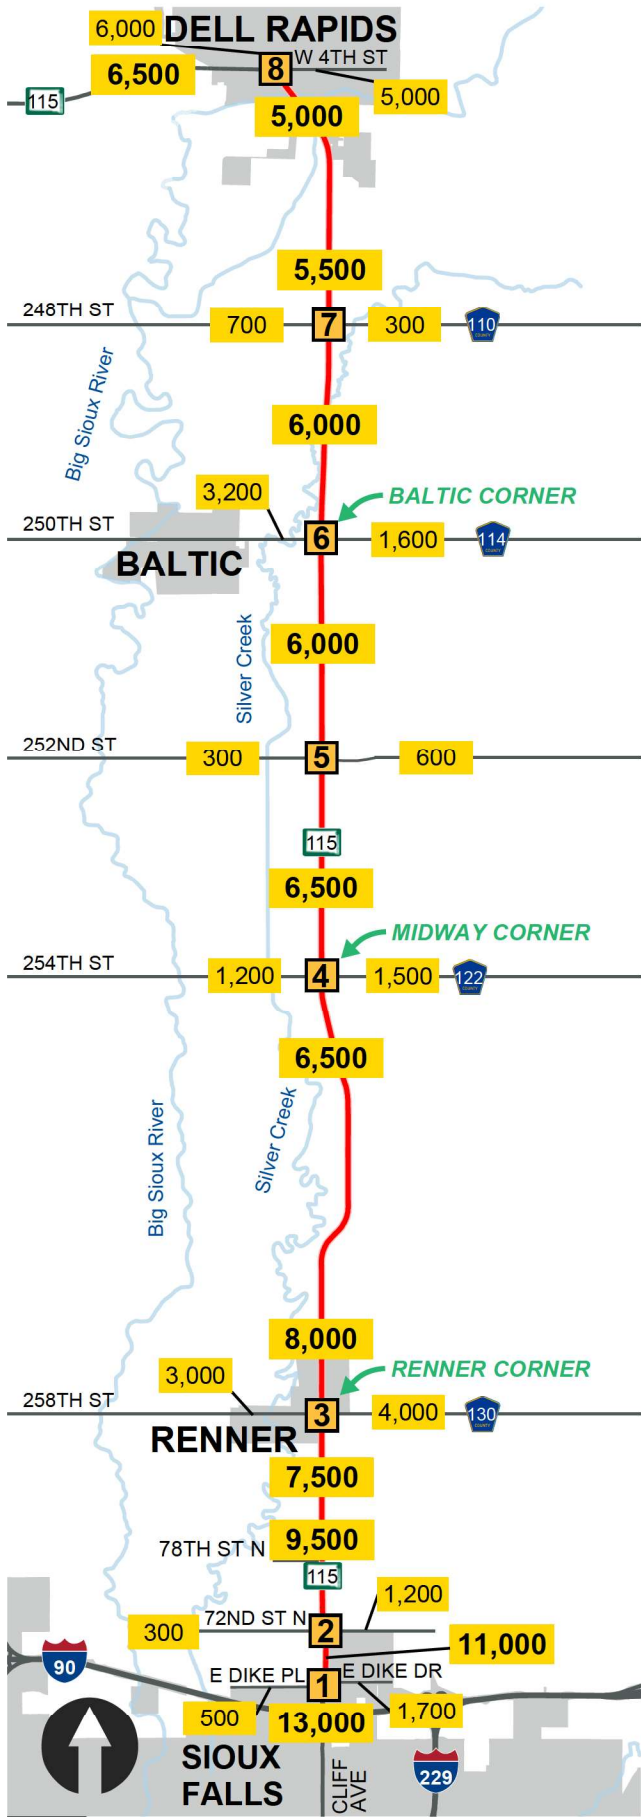 6,000
DELL RAPIDS
W 4TH ST
8
6,500
5,000
115
5,000
5,500
248TH ST
700
7
300
110
COUNTY
Big Sioux River
6,000
3,200
BALTIC CORNER
250TH ST
6
1,600
114
COUNTY
BALTIC
Silver Creek
6,000
252ND ST
300
5
600
115
6,500
MIDWAY CORNER
254TH ST
1,200
4
1,500
122
COUNTY
6,500
Big Sioux River
Silver Creek
8,000
3,000
RENNER CORNER
258TH ST
3
4,000
130
COUNTY
RENNER
7,500
9,500
78TH ST N
115
1,200
72ND ST N
300
2
11,000
90
E DIKE PL
1
E DIKE DR
500
13,000
1,700
SIOUX
FALLS
CLIFF
AVE
229